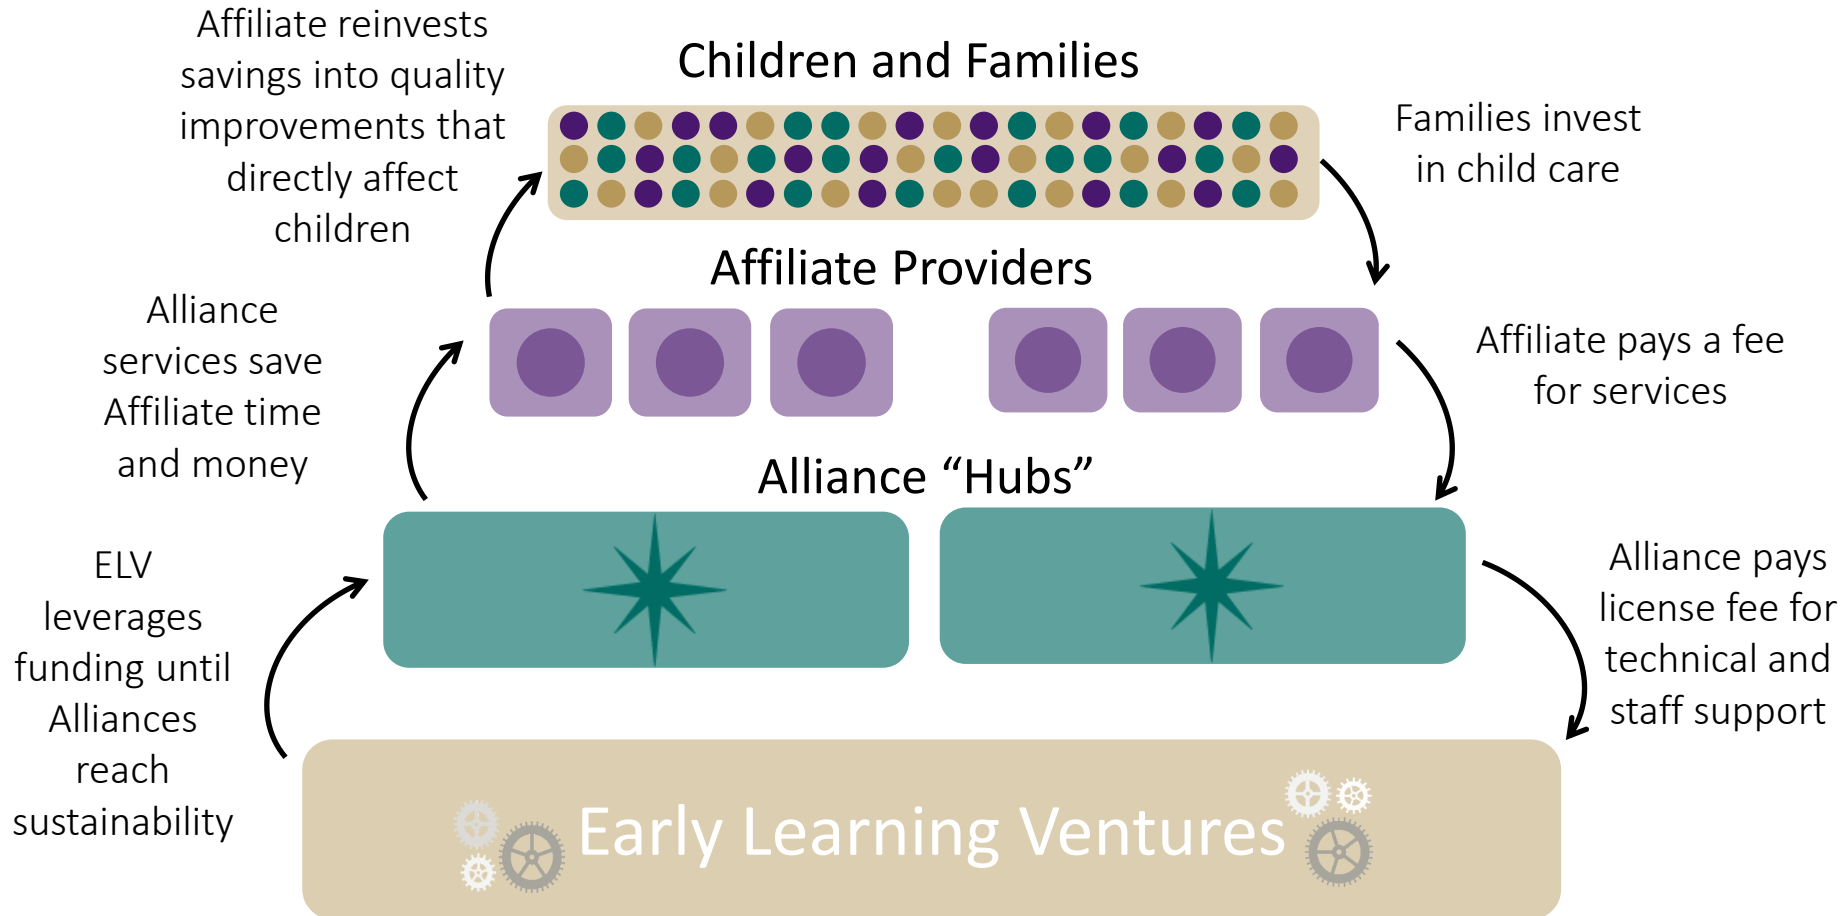 Affiliate reinvests
savings into quality
improvements that
directly affect
children
Children and Families
Families invest
in child care
Affiliate Providers
Alliance
services save
Affiliate time
and money
Affiliate pays a fee
for services
Alliance “Hubs”
ELV
leverages
funding until
Alliances
reach
sustainability
Alliance pays
license fee for
technical and
staff support
Early Learning Ventures